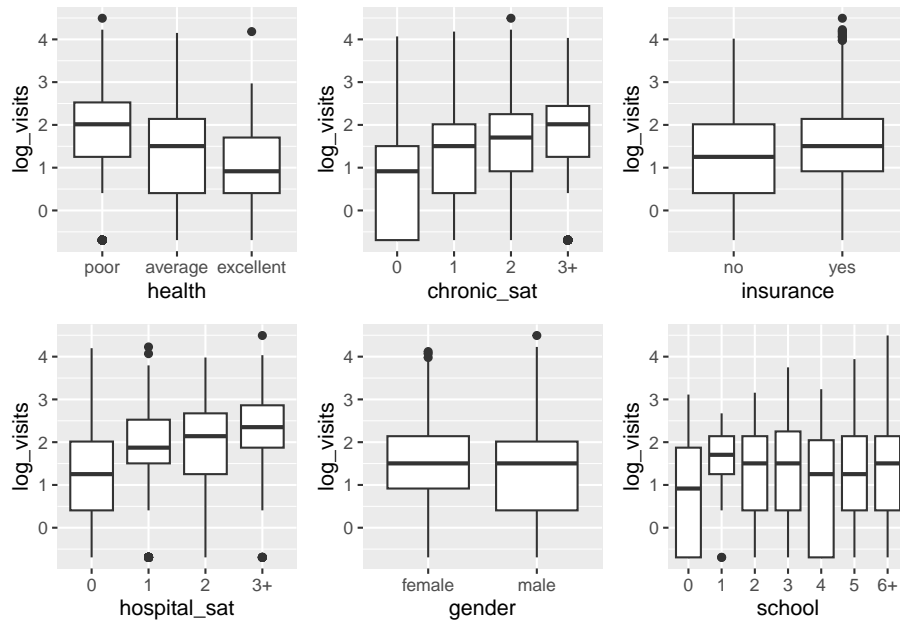 log_visits
4
3
2
1
0
poor average excellent
health
log_visits
4
3
2
1
0
0 1 2 3+
chronic_sat
log_visits
4
3
2
1
0
no yes
insurance
log_visits
4
3
2
1
0
0 1 2 3+
hospital_sat
log_visits
4
3
2
1
0
female male
gender
log_visits
4
3
2
1
0
0 1 2 3 4 5 6+
school